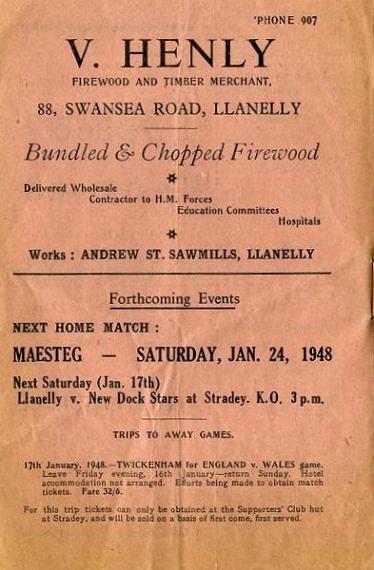 'PHONE 907
V. HENLY
FIREWOOD AND TIMBER MERCHANT,
88, SWANSEA ROAD, LLANELLY
Bundled & Chopped Firewood
Delivered Wholesale
Contractor to H.M. Forces
Education Committees
Hospitals
Works : ANDREW ST. SAWMILLS, LLANELLY
Forthcoming Events
NEXT HOME MATCH :
MAESTEG — SATURDAY, JAN. 24, 1948
Next Saturday (Jan. 17th)
Llanelly v. New Dock Stars at Stradey. K.O. 3 p.m.
TRIPS TO AWAY GAMES.
17th January, 1948.—TWICKENHAM for ENGLAND v. WALES game.
Leave Friday evening, 16th January—return Sunday, Hotel
accommodation not arranged. Efforts being made to obtain match
tickets. Fare 32/6.
For this trip tickets can only be obtained at the Supporters' Club hut
at Stradey, and will be sold on a basis of first come, first served.